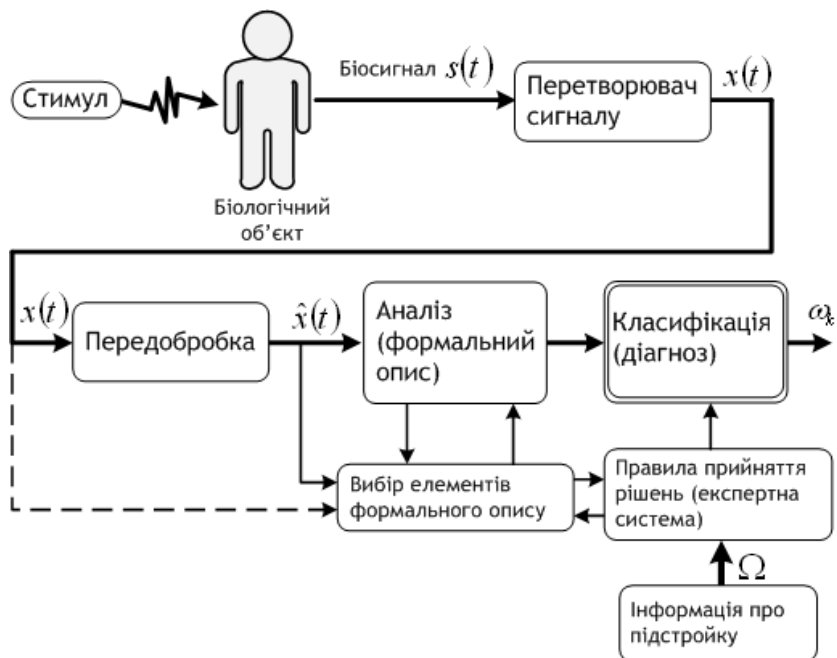 Стимул
Біосигнал s(t)
Перетворювач
сигналу
x(t)
Біологічний
об’єкт
x(t)
Передобробка
x̂(t)
Аналіз
(формальний
опис)
Класифікація
(діагноз)
ωk
Вибір елементів
формального опису
Правила прийняття
рішень (експертна
система)
Ω
Інформація про
підстройку